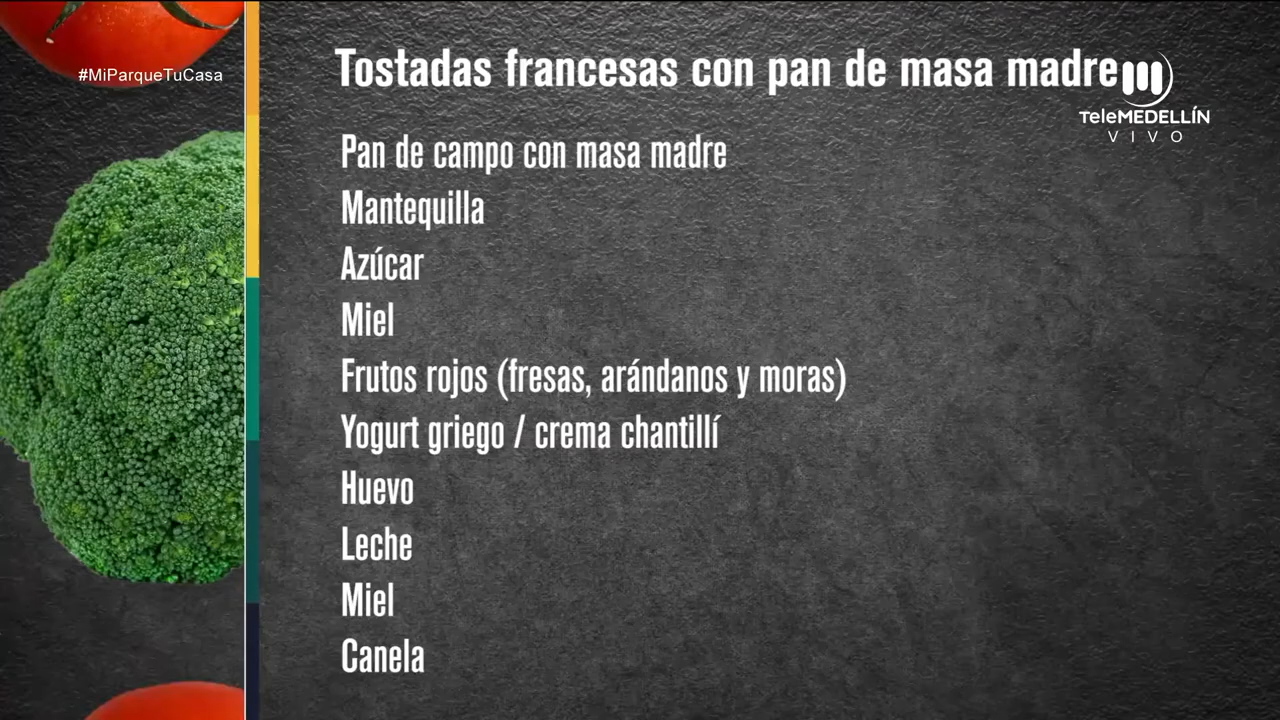 #MiParqueTuCasa
Tostadas francesas con pan de masa madre
TeleMEDELLÍN
VIVO
Pan de campo con masa madre
Mantequilla
Azúcar
Miel
Frutos rojos (fresas, arándanos y moras)
Yogurt griego / crema chantillí
Huevo
Leche
Miel
Canela